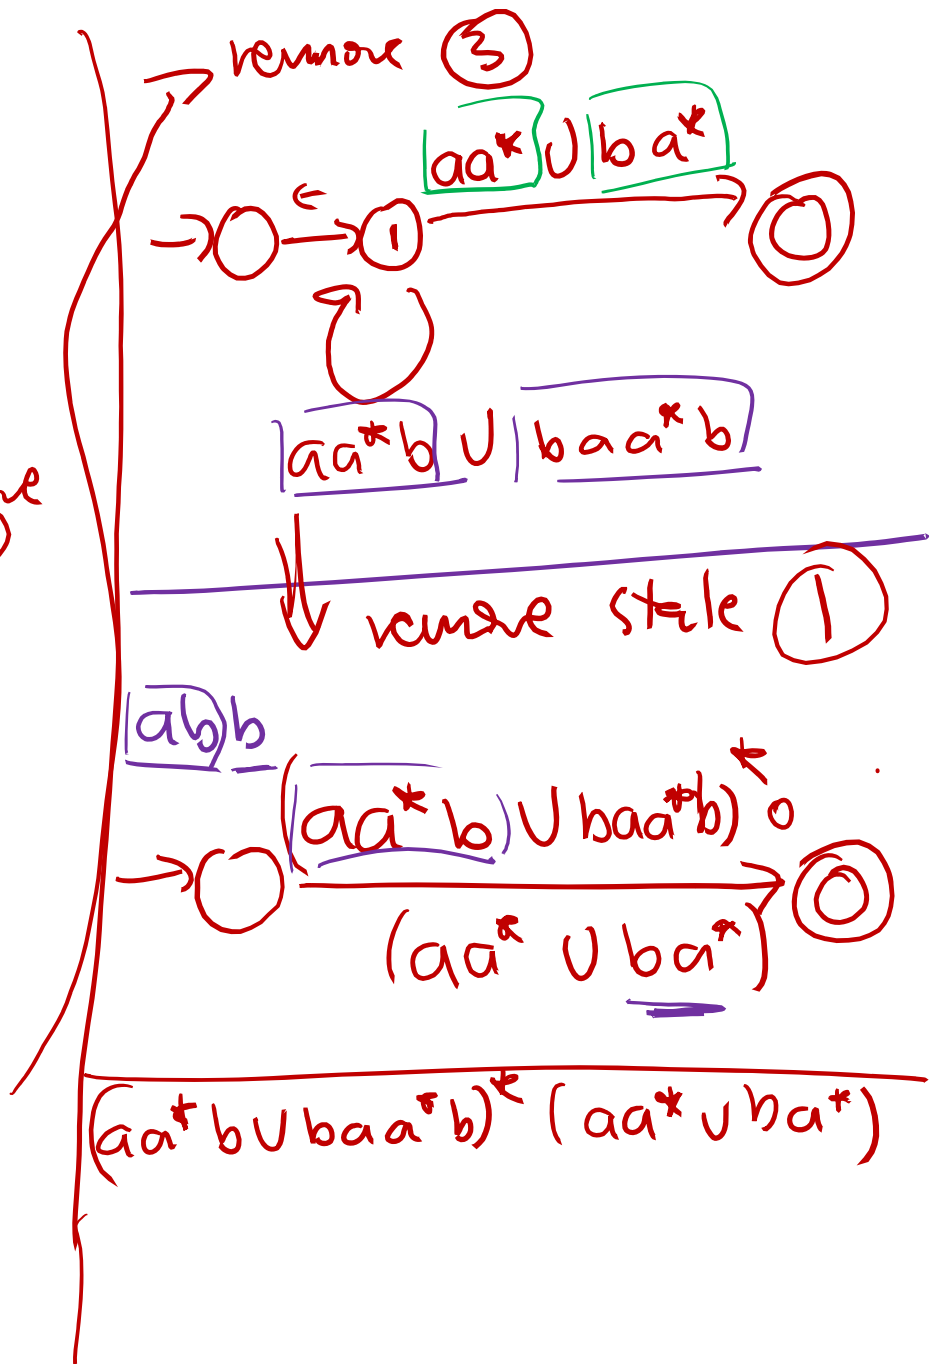 remove ③
aa* ∪ ba*
ϵ
1
aa*b ∪ baa*b
remove state ①
abb
(aa*b ∪ baa*b)* ∘
(aa* ∪ ba*)
(aa*b ∪ baa*b)* (aa* ∪ ba*)